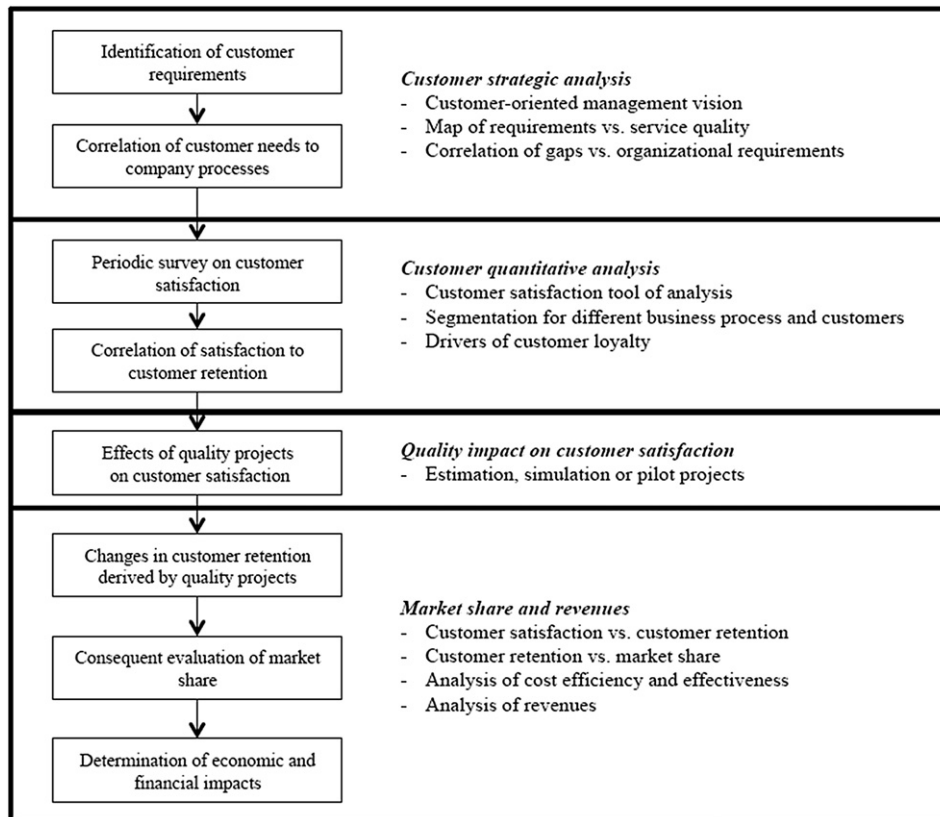 Identification of customer
requirements
Correlation of customer needs to
company processes
Customer strategic analysis
- Customer-oriented management vision
- Map of requirements vs. service quality
- Correlation of gaps vs. organizational requirements
Periodic survey on customer
satisfaction
Correlation of satisfaction to
customer retention
Customer quantitative analysis
- Customer satisfaction tool of analysis
- Segmentation for different business process and customers
- Drivers of customer loyalty
Effects of quality projects
on customer satisfaction
Quality impact on customer satisfaction
- Estimation, simulation or pilot projects
Changes in customer retention
derived by quality projects
Consequent evaluation of market
share
Determination of economic and
financial impacts
Market share and revenues
- Customer satisfaction vs. customer retention
- Customer retention vs. market share
- Analysis of cost efficiency and effectiveness
- Analysis of revenues